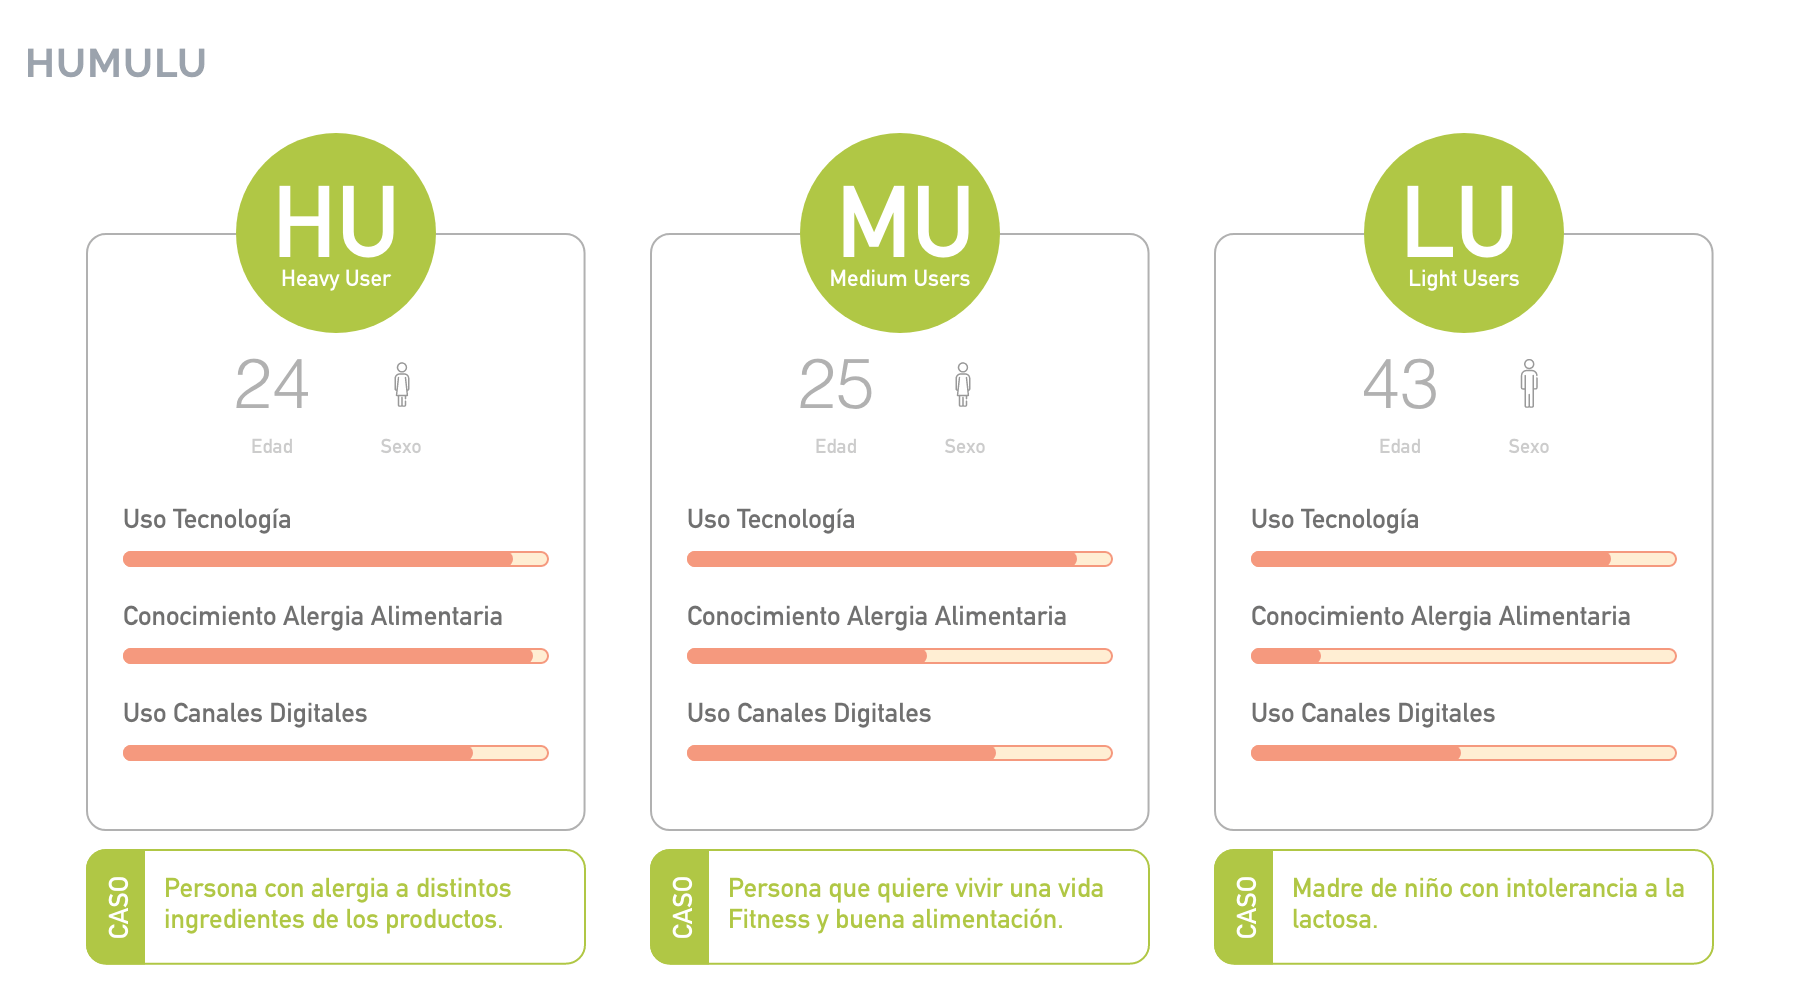 HUMULU
HU
Heavy User
24
Edad
Sexo
Uso Tecnología
Conocimiento Alergia Alimentaria
Uso Canales Digitales
CASO
Persona con alergia a distintos
ingredientes de los productos.
MU
Medium Users
25
Edad
Sexo
Uso Tecnología
Conocimiento Alergia Alimentaria
Uso Canales Digitales
CASO
Persona que quiere vivir una vida
Fitness y buena alimentación.
LU
Light Users
43
Edad
Sexo
Uso Tecnología
Conocimiento Alergia Alimentaria
Uso Canales Digitales
CASO
Madre de niño con intolerancia a la
lactosa.